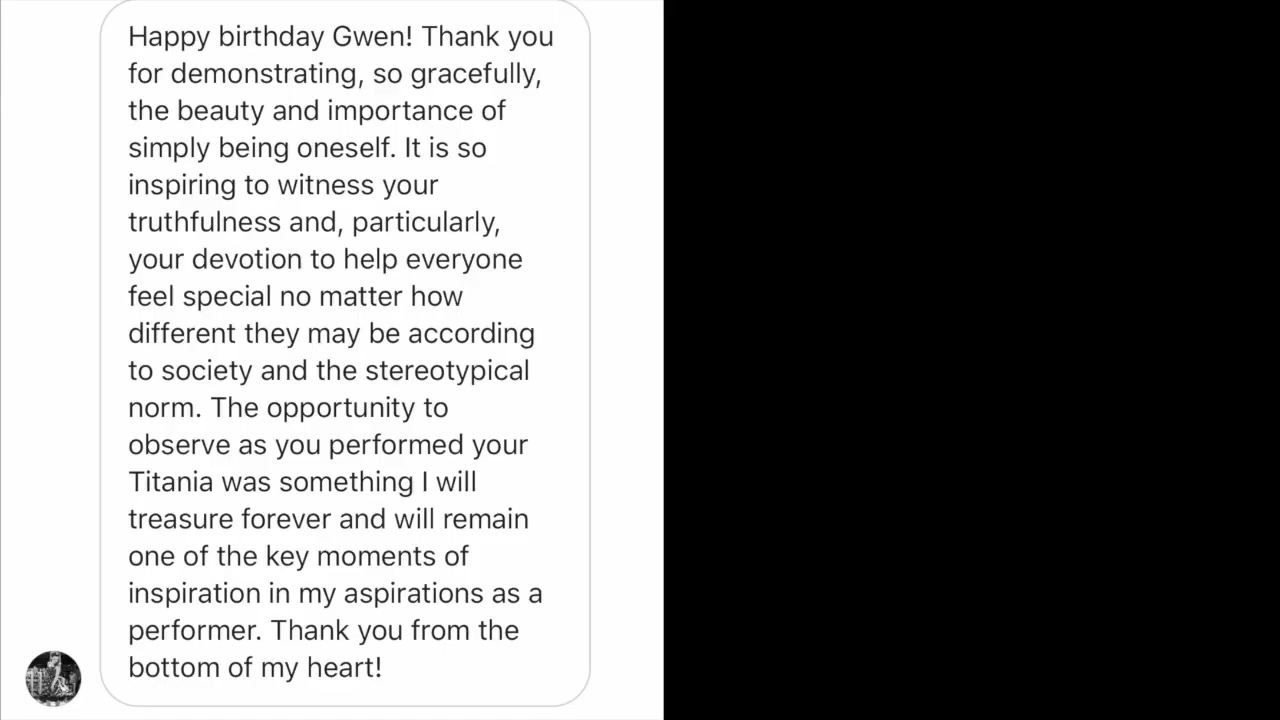 Happy birthday Gwen! Thank you
for demonstrating, so gracefully,
the beauty and importance of
simply being oneself. It is so
inspiring to witness your
truthfulness and, particularly,
your devotion to help everyone
feel special no matter how
different they may be according
to society and the stereotypical
norm. The opportunity to
observe as you performed your
Titania was something I will
treasure forever and will remain
one of the key moments of
inspiration in my aspirations as a
performer. Thank you from the
bottom of my heart!